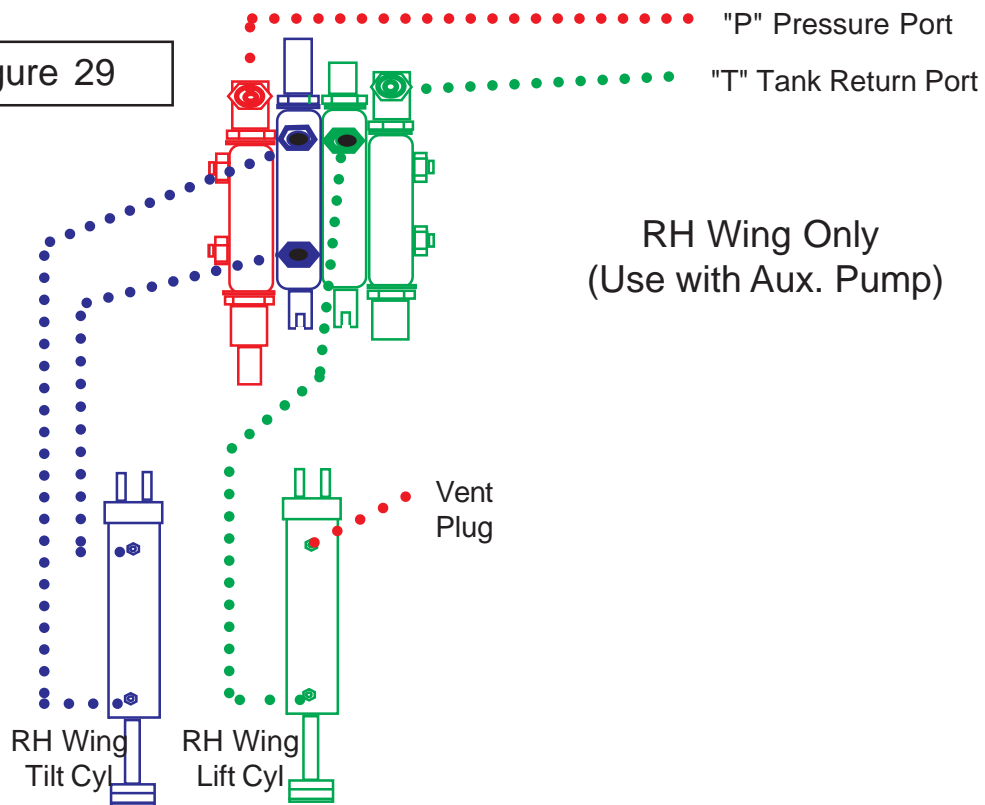 "P" Pressure Port
gure 29
"T" Tank Return Port
RH Wing Only
(Use with Aux. Pump)
Vent
Plug
RH Wing
Tilt Cyl
RH Wing
Lift Cyl